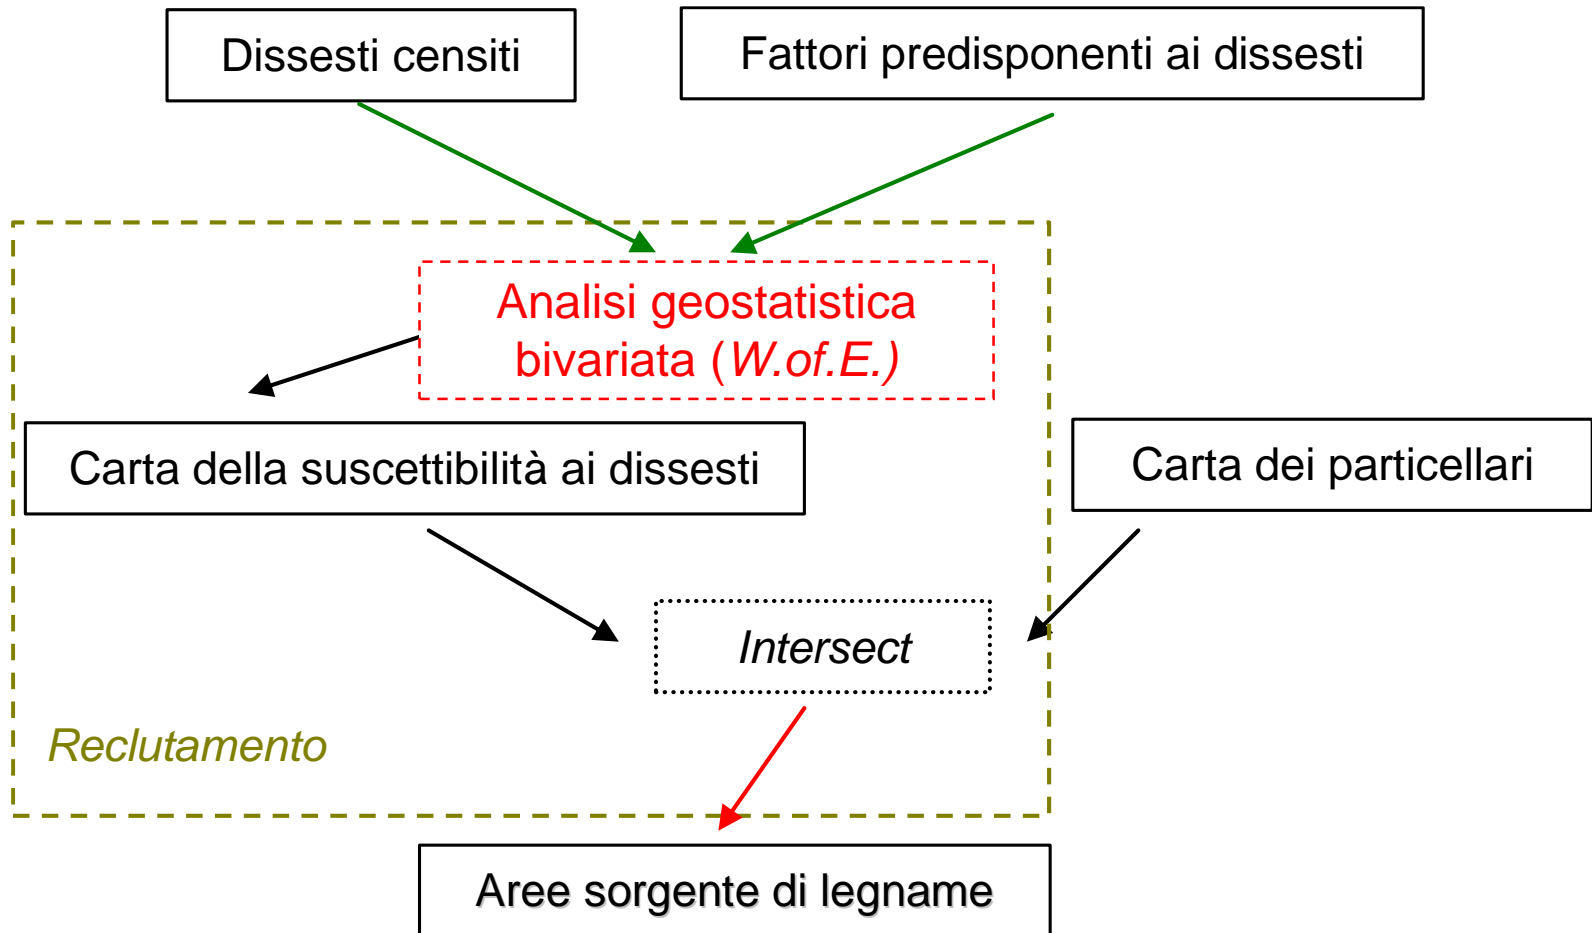 Dissesti censiti
Fattori predisponenti ai dissesti
Analisi geostatistica
bivariata (W.of.E.)
Carta della suscettibilità ai dissesti
Carta dei particellari
Intersect
Reclutamento
Aree sorgente di legname